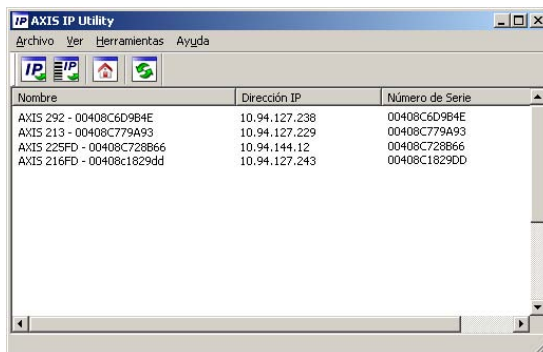 IP AXIS IP Utility
Archivo Ver Herramientas Ayuda
IP IP
Nombre Dirección IP Número de Serie
AXIS 292 - 00408C6D9B4E 10.94.127.238 00408C6D9B4E
AXIS 213 - 00408C779A93 10.94.127.229 00408C779A93
AXIS 225FD - 00408C728B66 10.94.144.12 00408C728B66
AXIS 216FD - 00408c1829dd 10.94.127.243 00408C1829DD